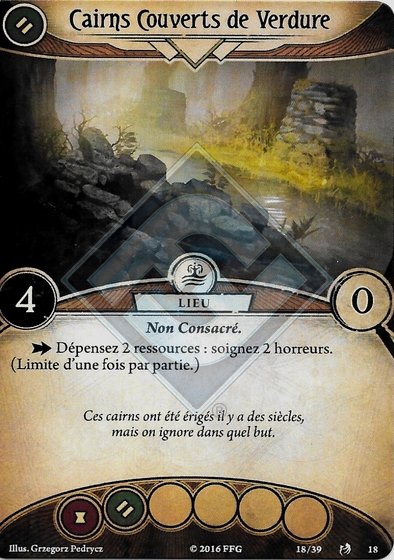 Cairns Couverts de Verdure
4
LIEU
0
Non Consacré.
Dépensez 2 ressources : soignez 2 horreurs.
(Limite d'une fois par partie.)
Ces cairns ont été érigés il y a des siècles,
mais on ignore dans quel but.
Illus. Grzegorz Pedrycz
© 2016 FFG
18/39
18